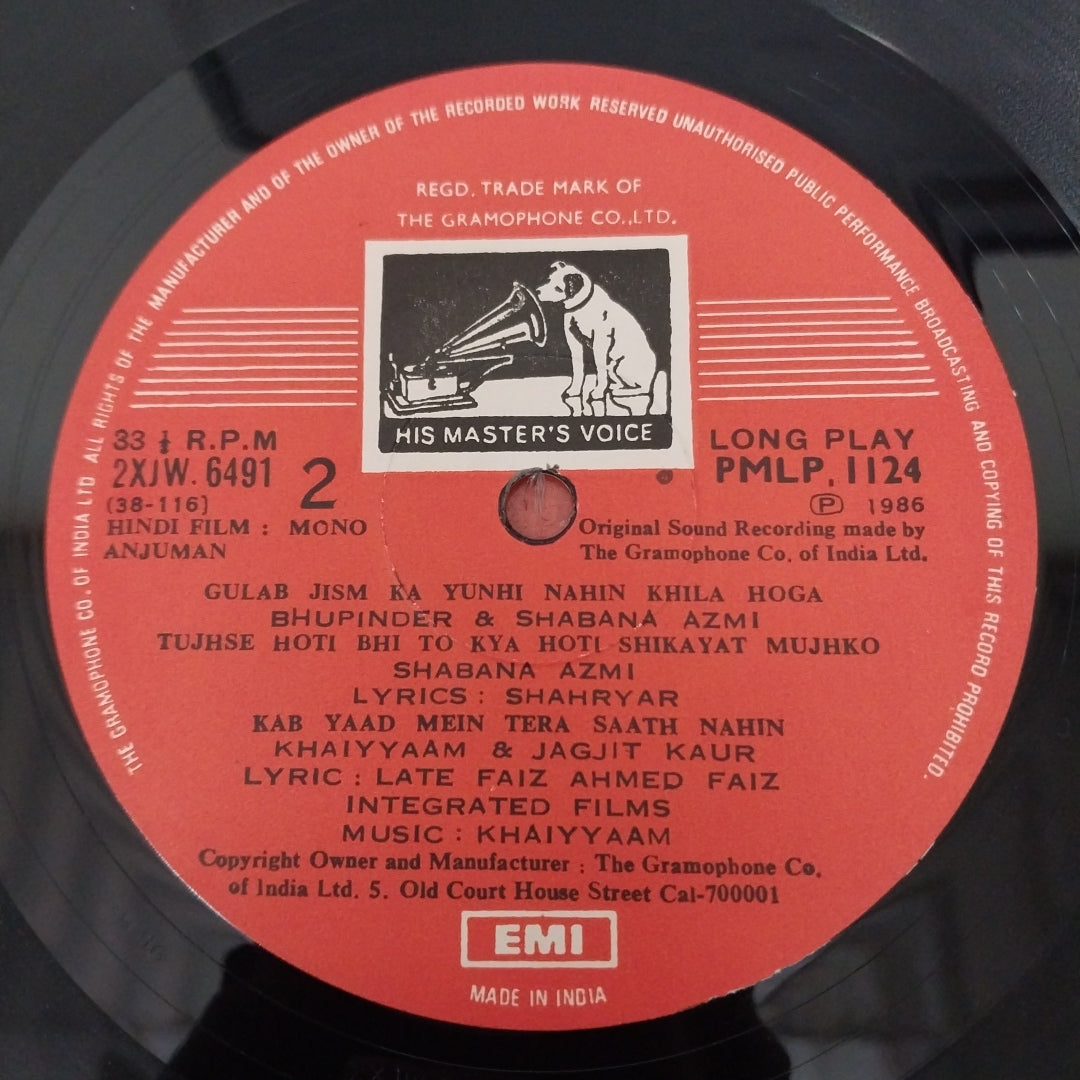 THE GRAMOPHONE CO. OF INDIA LTD ALL RIGHTS OF THE MANUFACTURER AND OF THE OWNER OF THE RECORDED WORK RESERVED UNAUTHORISED PUBLIC PERFORMANCE BROADCASTING AND COPYING OF THIS RECORD PROHIBITED.
REGD. TRADE MARK OF
THE GRAMOPHONE CO.,LTD.
HIS MASTER'S VOICE
33 ⅓ R.P.M
2XJW. 6491
2
(38-116)
HINDI FILM : MONO
ANJUMAN
LONG PLAY
PMLP. 1124
Ⓟ 1986
Original Sound Recording made by
The Gramophone Co. of India Ltd.
GULAB JISM KA YUNHI NAHIN KHILA HOGA
BHUPINDER & SHABANA AZMI
TUJHSE HOTI BHI TO KYA HOTI SHIKAYAT MUJHKO
SHABANA AZMI
LYRICS : SHAHRYAR
KAB YAAD MEIN TERA SAATH NAHIN
KHAIYYAAM & JAGJIT KAUR
LYRIC : LATE FAIZ AHMED FAIZ
INTEGRATED FILMS
MUSIC : KHAIYYAAM
Copyright Owner and Manufacturer : The Gramophone Co.
of India Ltd. 5. Old Court House Street Cal-700001
EMI
MADE IN INDIA